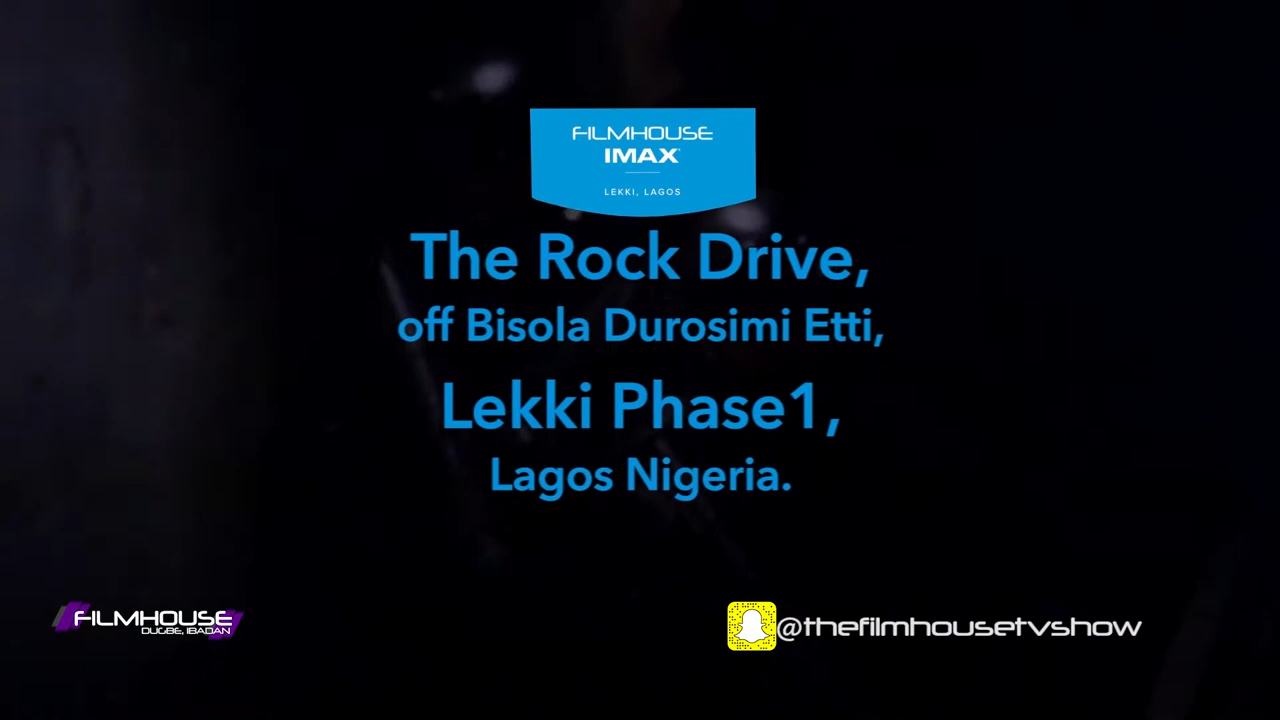 FILMHOUSE
IMAX
LEKKI, LAGOS
The Rock Drive,
off Bisola Durosimi Etti,
Lekki Phase1,
Lagos Nigeria.
FILMHOUSE
DUGBE, IBADAN
@thefilmhousetvshow